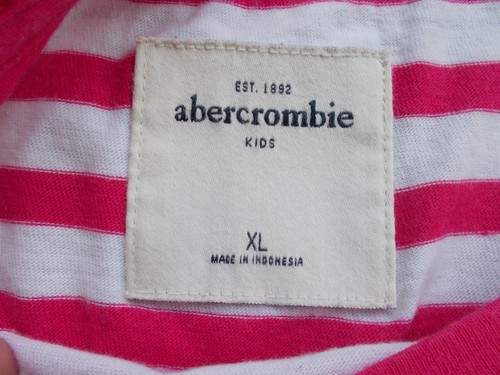 EST. 1892
abercrombie
KIDS
XL
MADE IN INDONESIA